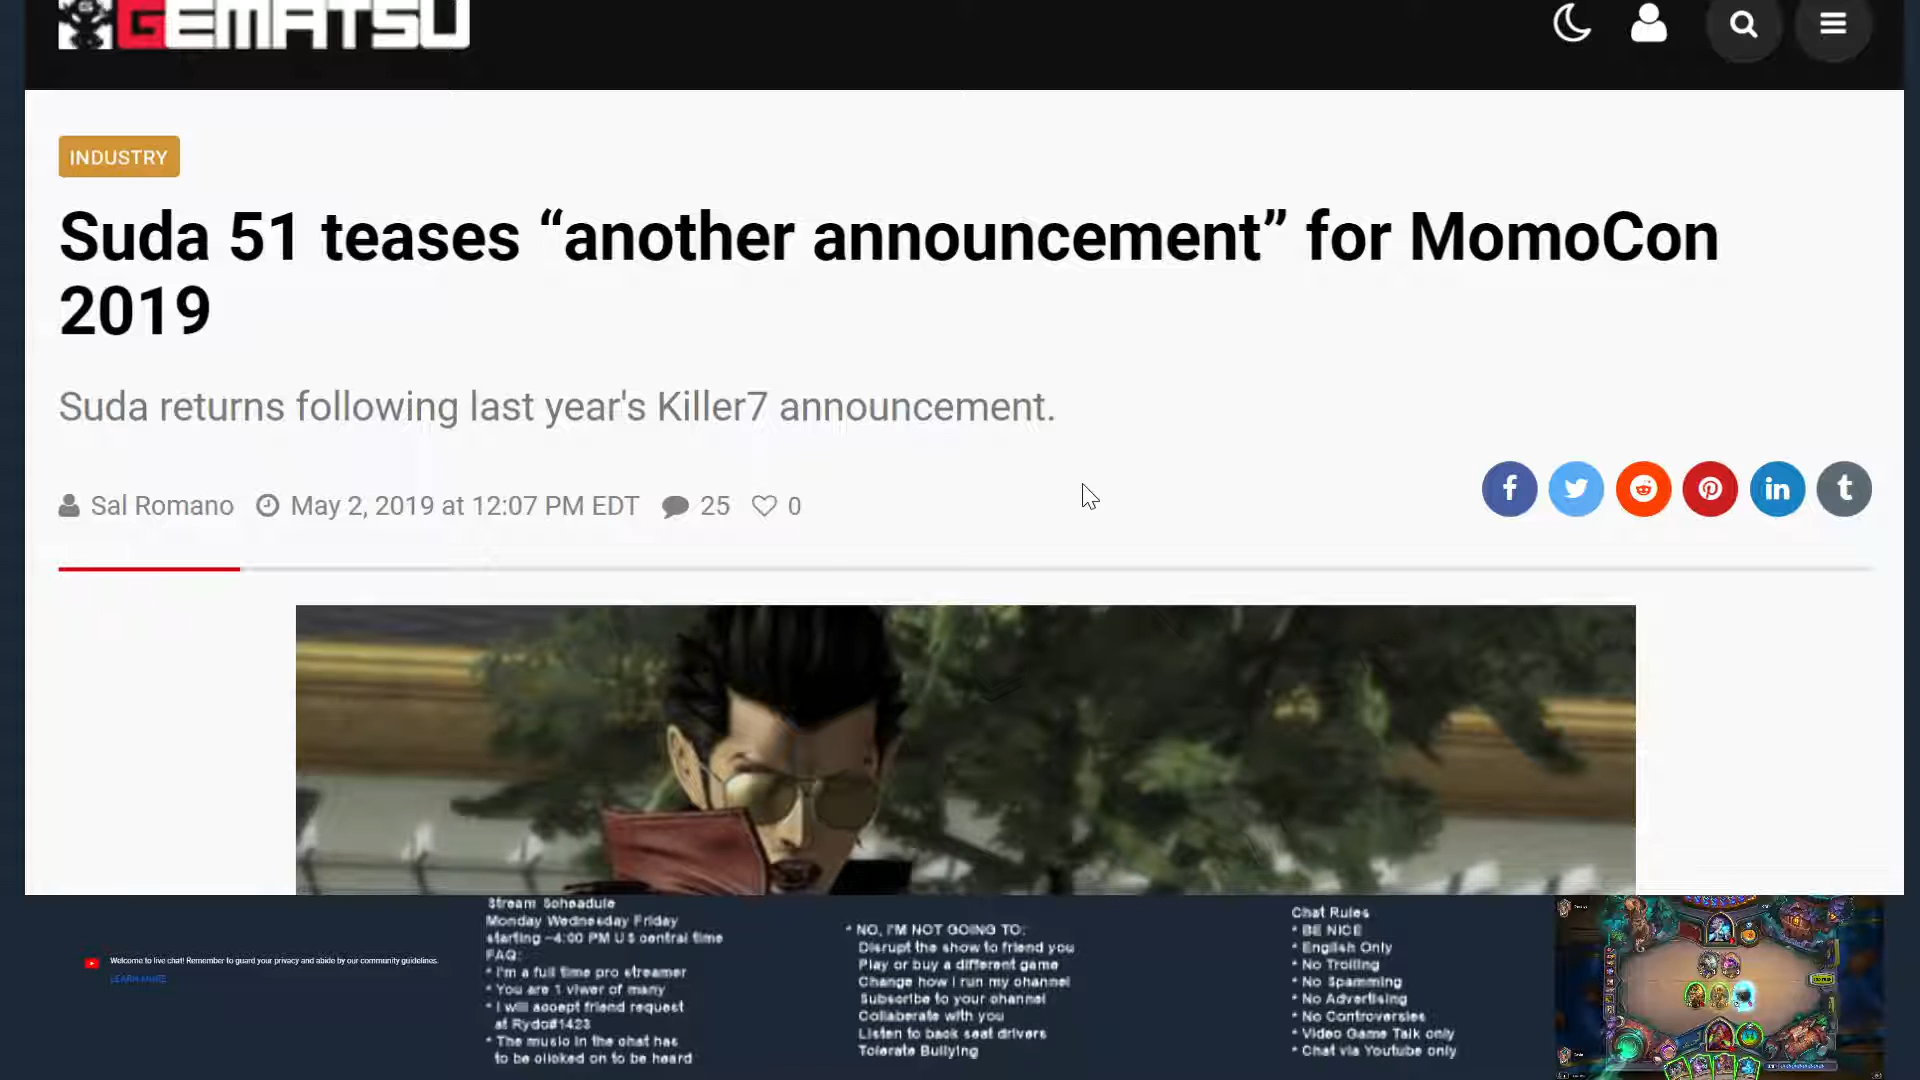 GEMATSU
INDUSTRY
Suda 51 teases “another announcement” for MomoCon
2019
Suda returns following last year's Killer7 announcement.
Sal Romano May 2, 2019 at 12:07 PM EDT 25 0
Welcome to live chat! Remember to guard your privacy and abide by our community guidelines.
LEARN MORE
Stream Scheadule
Monday Wednesday Friday
starting ~4:00 PM US central time
FAQ:
* I'm a full time pro streamer
* You are 1 viwer of many
* I will accept friend request
at Rydo#1423
* The music in the chat has
to be clicked on to be heard
* NO, I'M NOT GOING TO:
Disrupt the show to friend you
Play or buy a different game
Change how I run my channel
Subscribe to your channel
Collaberate with you
Listen to back seat drivers
Tolerate Bullying
Chat Rules
* BE NICE
* English Only
* No Trolling
* No Spamming
* No Advertising
* No Controversies
* Video Game Talk only
* Chat via Youtube only